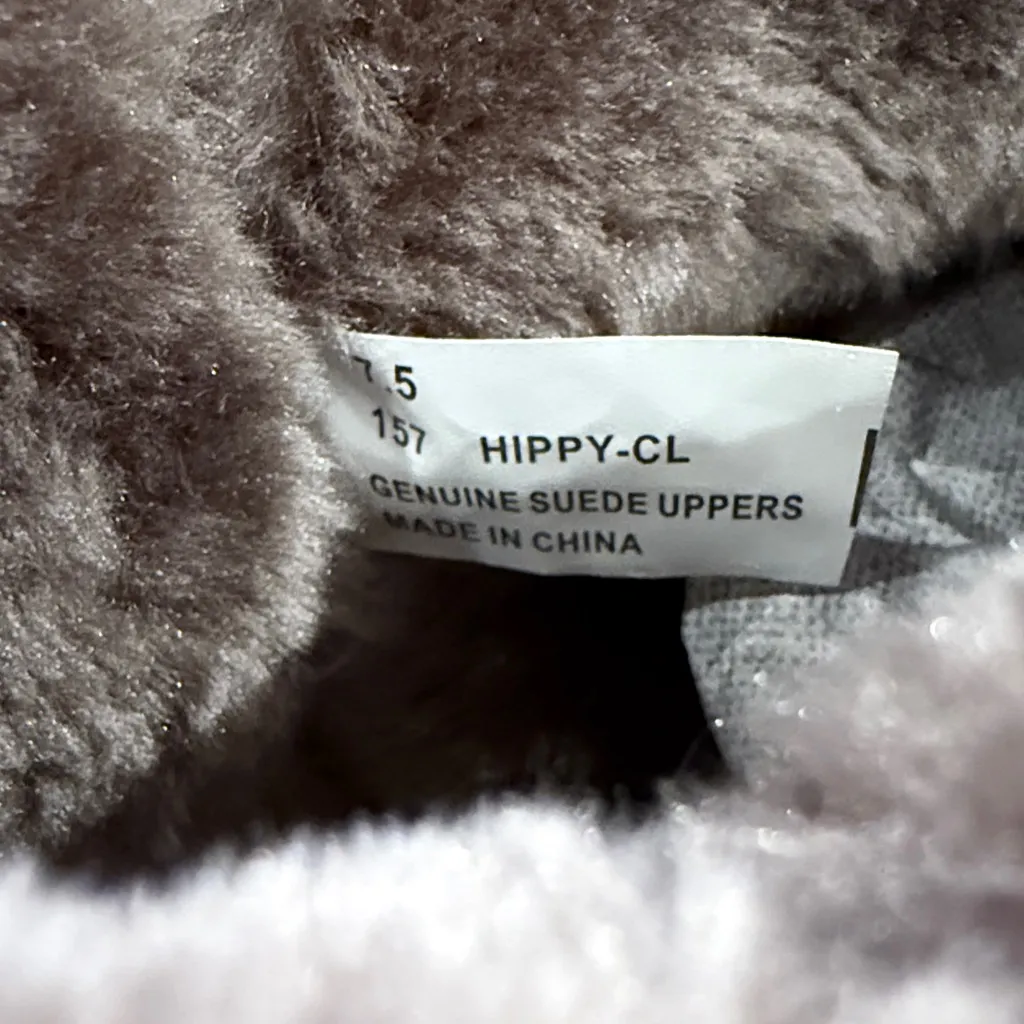 7.5
157 HIPPY-CL
GENUINE SUEDE UPPERS
MADE IN CHINA